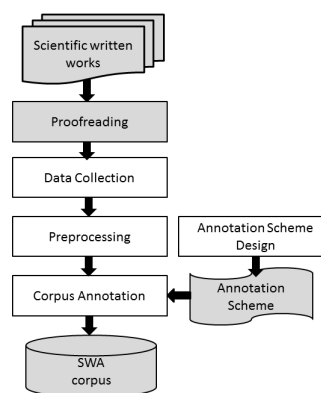 Scientific written
works
Proofreading
Data Collection
Preprocessing
Annotation Scheme
Design
Corpus Annotation
Annotation
Scheme
SWA
corpus